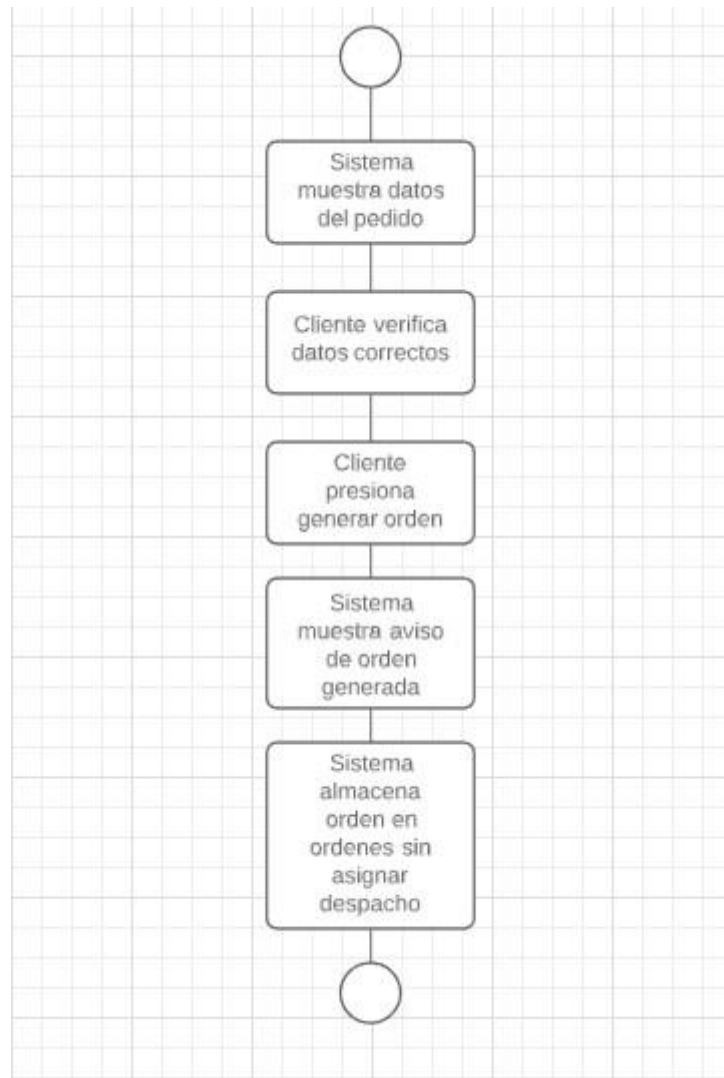 Sistema
muestra datos
del pedido
Cliente verifica
datos correctos
Cliente
presiona
generar orden
Sistema
muestra aviso
de orden
generada
Sistema
almacena
orden en
ordenes sin
asignar
despacho